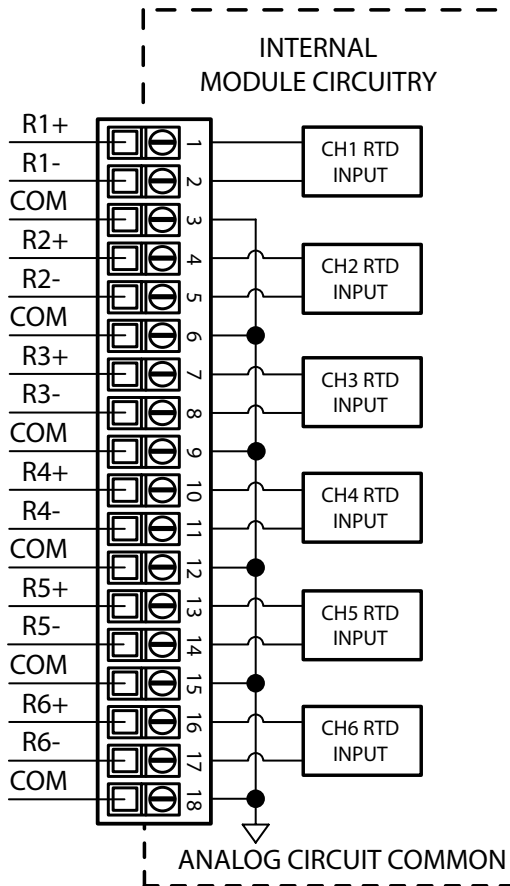 INTERNAL
MODULE CIRCUITRY
R1+
1
CH1 RTD
INPUT
R1-
2
COM
3
R2+
4
CH2 RTD
INPUT
R2-
5
COM
6
R3+
7
CH3 RTD
INPUT
R3-
8
COM
9
R4+
10
CH4 RTD
INPUT
R4-
11
COM
12
R5+
13
CH5 RTD
INPUT
R5-
14
COM
15
R6+
16
CH6 RTD
INPUT
R6-
17
COM
18
ANALOG CIRCUIT COMMON